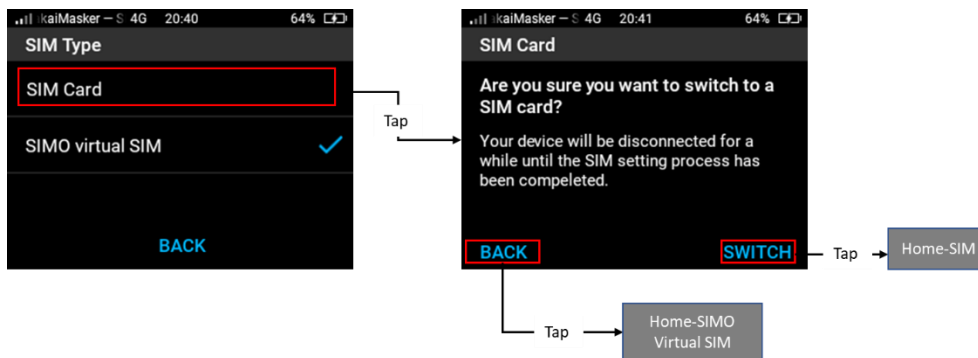 kaiMasker – S 4G 20:40 64%
SIM Type
SIM Card
SIMO virtual SIM
BACK
Tap
kaiMasker – S 4G 20:41 64%
SIM Card
Are you sure you want to switch to a
SIM card?
Your device will be disconnected for a
while until the SIM setting process has
been compeleted.
BACK
SWITCH
Tap
Home-SIM
Tap
Home-SIMO
Virtual SIM